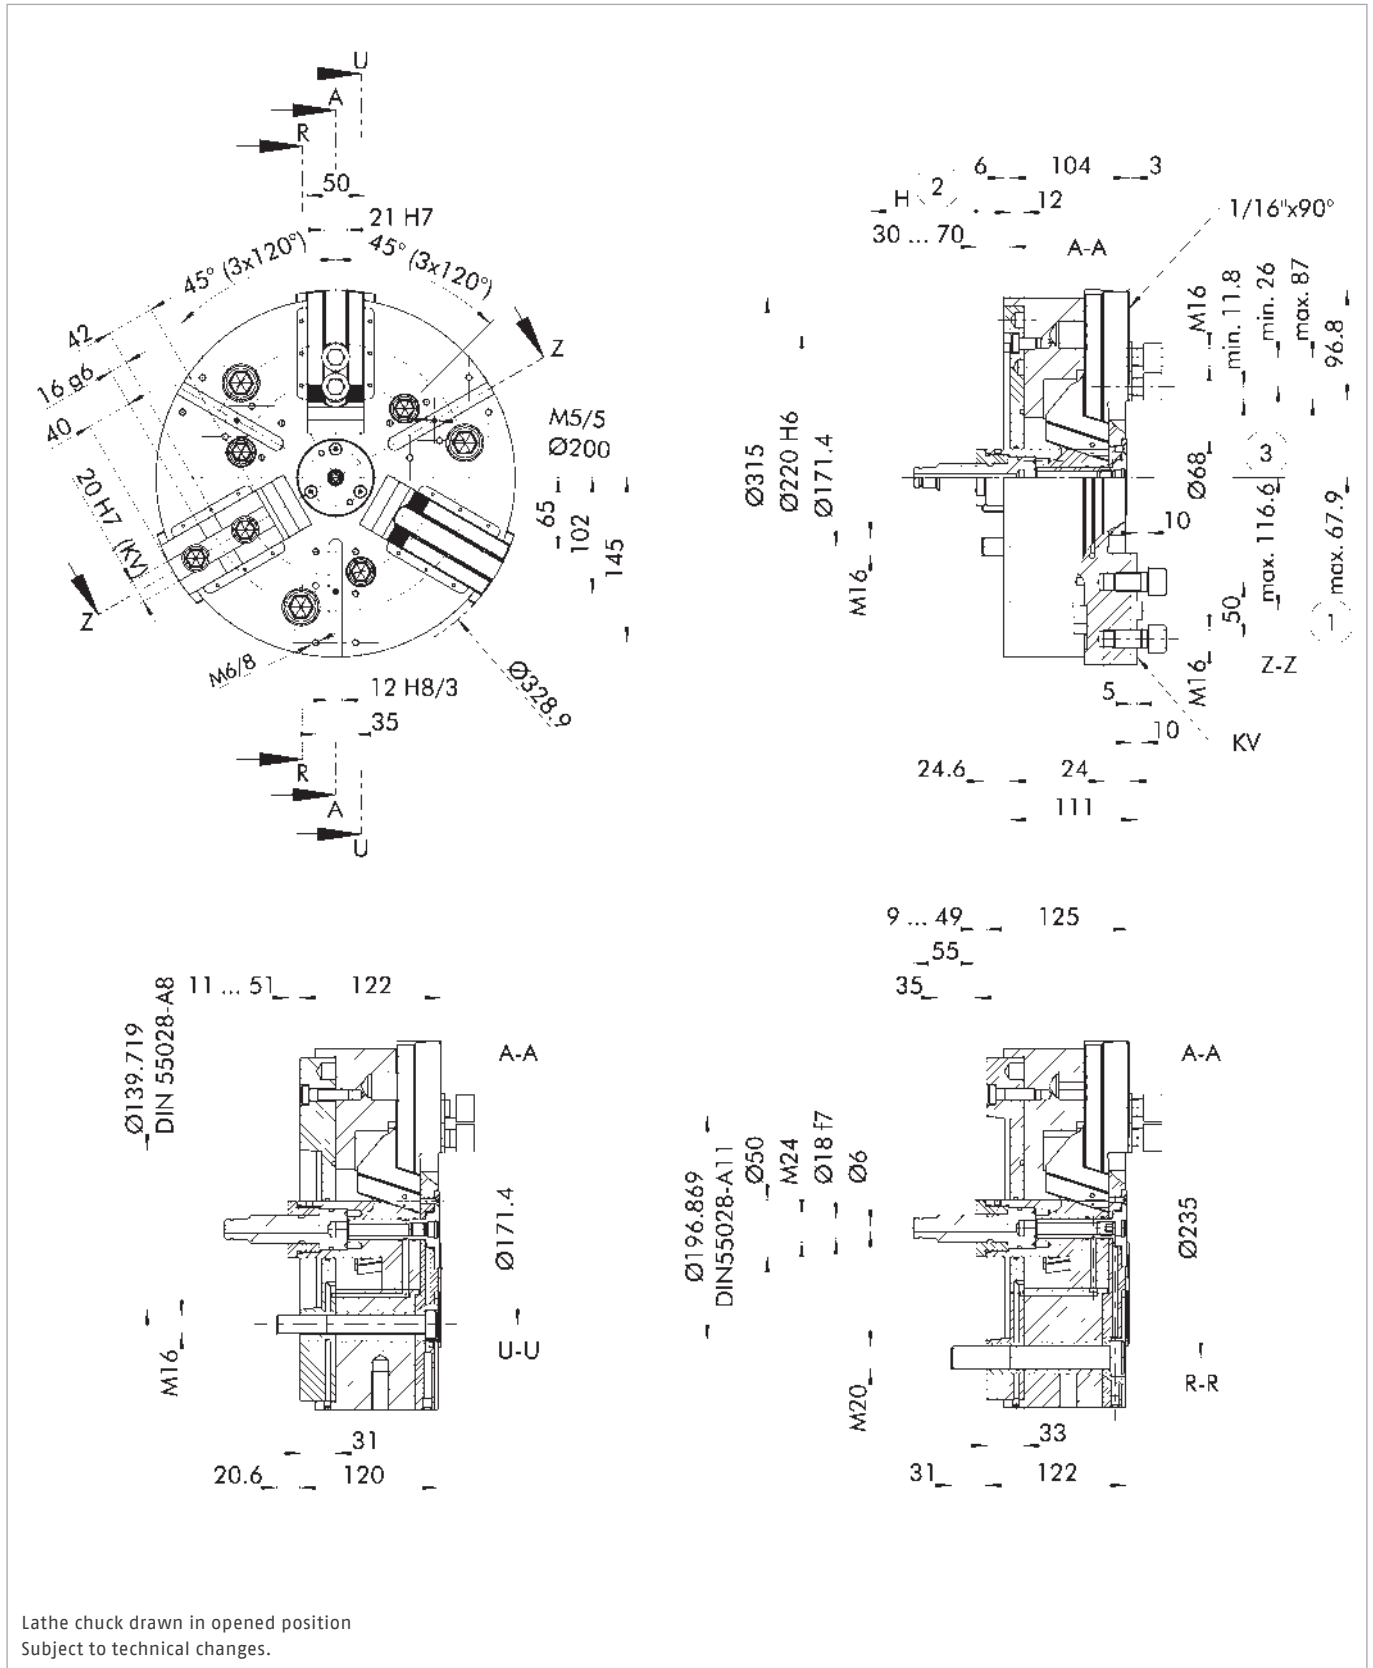 U
A
R
50
21 H7
45° (3x120°)
45° (3x120°)
42
16 g6
40
20 H7 (KV)
Z
Z
M5/5
Ø200
65
102
145
M6/8
Ø328.9
12 H8/3
35
R
A
U
6
104
3
H
2
12
30 ... 70
A-A
1/16"x90°
M16
min. 11.8
min. 26
max. 87
96.8
Ø315
Ø220 H6
Ø171.4
M16
Ø68
3
10
max. 116.6
max. 67.9
1
50
M16
Z-Z
5
10
KV
24.6
24
111
11 ... 51
122
Ø139.719
DIN 55028-A8
A-A
Ø171.4
M16
U-U
31
20.6
120
9 ... 49
125
55
35
A-A
Ø196.869
DIN55028-A11
Ø50
M24
Ø18 f7
Ø6
Ø235
M20
R-R
33
31
122
Lathe chuck drawn in opened position
Subject to technical changes.